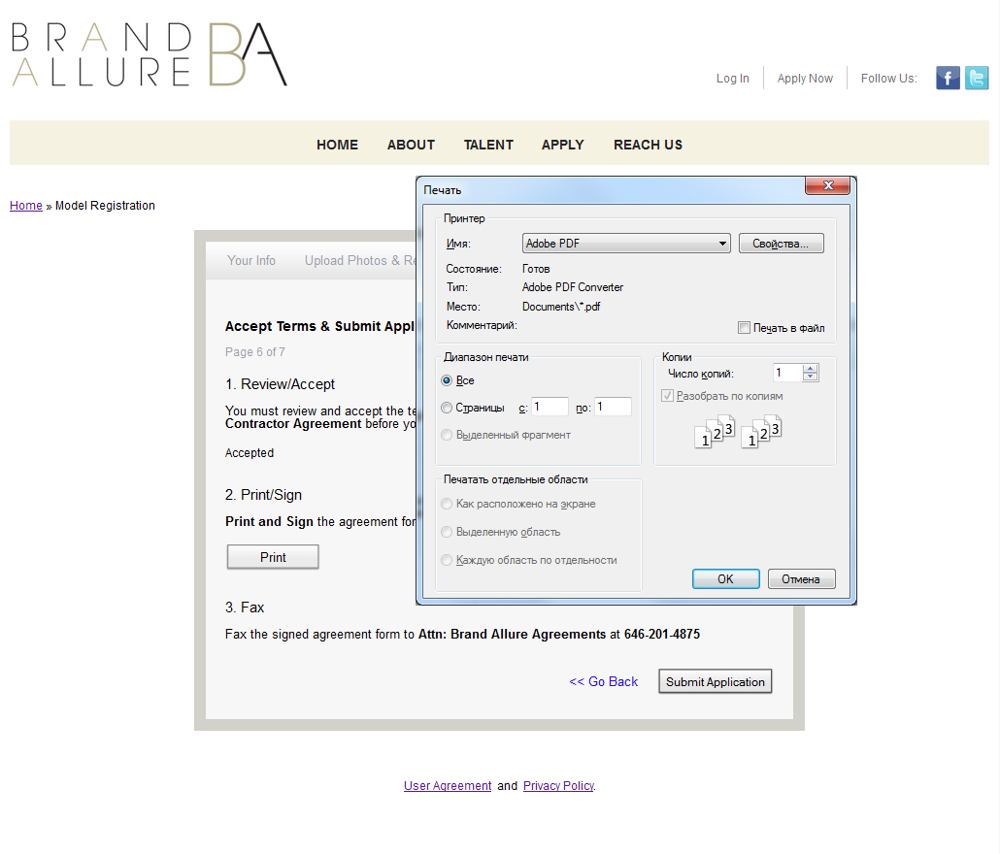 BRAND
ALLURE BA
Log In
Apply Now
Follow Us:
HOME
ABOUT
TALENT
APPLY
REACH US
Home » Model Registration
Your Info
Upload Photos & Re
Accept Terms & Submit Appl
Page 6 of 7
1. Review/Accept
You must review and accept the te
Contractor Agreement before yo
Accepted
2. Print/Sign
Print and Sign the agreement for
Print
3. Fax
Fax the signed agreement form to Attn: Brand Allure Agreements at 646-201-4875
<< Go Back
Submit Application
Печать
Принтер
Имя:
Adobe PDF
Свойства...
Состояние:
Готов
Тип:
Adobe PDF Converter
Место:
Documents\*.pdf
Комментарий:
Печать в файл
Диапазон печати
Все
Страницы с: 1 по: 1
Выделенный фрагмент
Копии
Число копий: 1
Разобрать по копиям
1 2 3 1 2 3
Печатать отдельные области
Как расположено на экране
Выделенную область
Каждую область по отдельности
OK
Отмена
User Agreement and Privacy Policy.